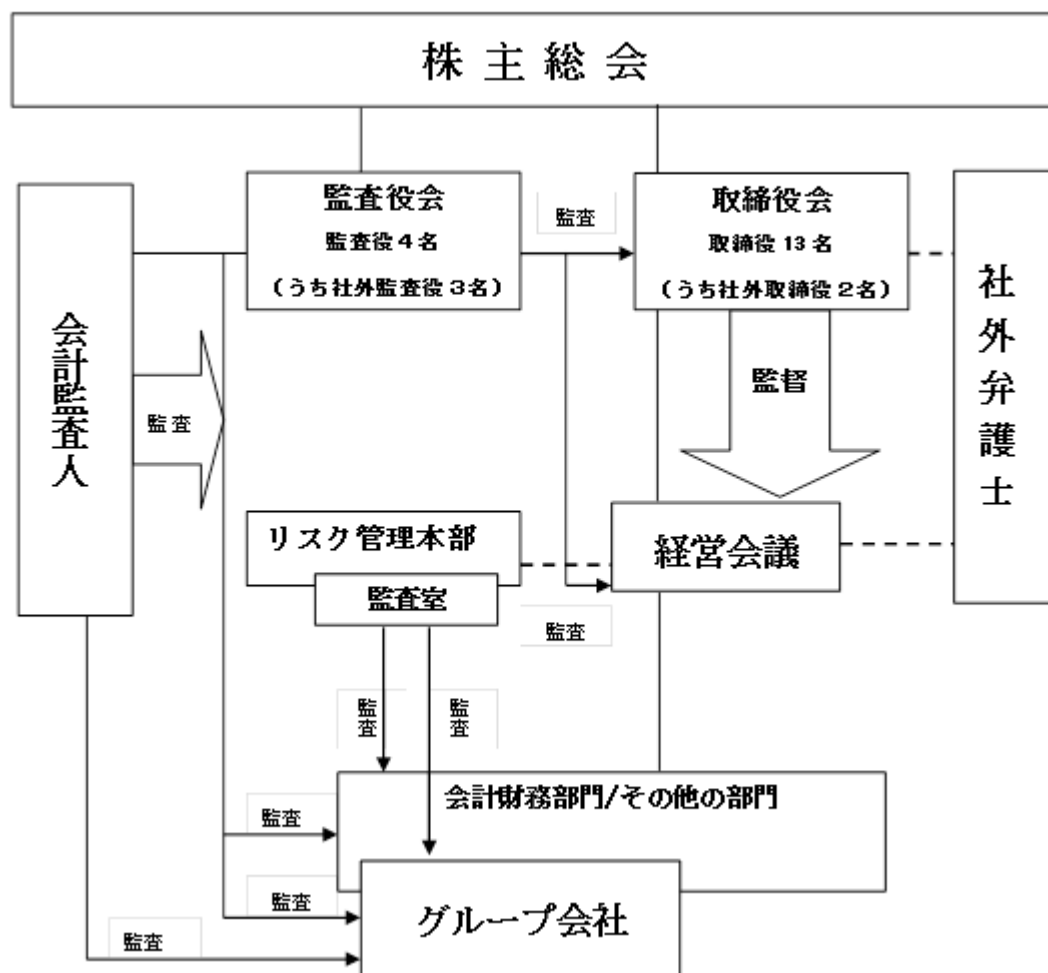 株主総会
監査役会
監査役4名
(うち社外監査役3名)
監査
取締役会
取締役13名
(うち社外取締役2名)
社外弁護士
会計監査人
監査
監督
リスク管理本部
監査室
経営会議
監査
監査
監査
会計財務部門/その他の部門
監査
監査
グループ会社
監査